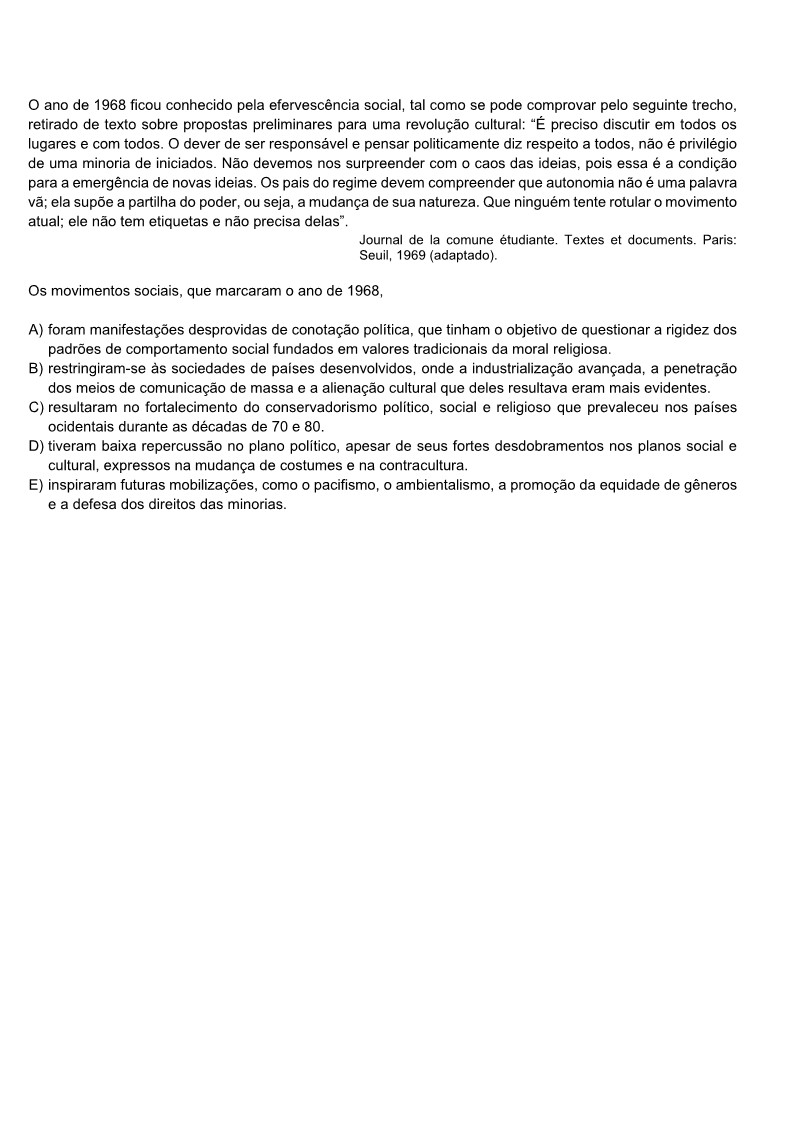 O ano de 1968 ficou conhecido pela efervescência social, tal como se pode comprovar pelo seguinte trecho,
retirado de texto sobre propostas preliminares para uma revolução cultural: “É preciso discutir em todos os
lugares e com todos. O dever de ser responsável e pensar politicamente diz respeito a todos, não é privilégio
de uma minoria de iniciados. Não devemos nos surpreender com o caos das ideias, pois essa é a condição
para a emergência de novas ideias. Os pais do regime devem compreender que autonomia não é uma palavra
vã; ela supõe a partilha do poder, ou seja, a mudança de sua natureza. Que ninguém tente rotular o movimento
atual; ele não tem etiquetas e não precisa delas”.
Journal de la comune étudiante. Textes et documents. Paris:
Seuil, 1969 (adaptado).
Os movimentos sociais, que marcaram o ano de 1968,
A) foram manifestações desprovidas de conotação política, que tinham o objetivo de questionar a rigidez dos
padrões de comportamento social fundados em valores tradicionais da moral religiosa.
B) restringiram-se às sociedades de países desenvolvidos, onde a industrialização avançada, a penetração
dos meios de comunicação de massa e a alienação cultural que deles resultava eram mais evidentes.
C) resultaram no fortalecimento do conservadorismo político, social e religioso que prevaleceu nos países
ocidentais durante as décadas de 70 e 80.
D) tiveram baixa repercussão no plano político, apesar de seus fortes desdobramentos nos planos social e
cultural, expressos na mudança de costumes e na contracultura.
E) inspiraram futuras mobilizações, como o pacifismo, o ambientalismo, a promoção da equidade de gêneros
e a defesa dos direitos das minorias.